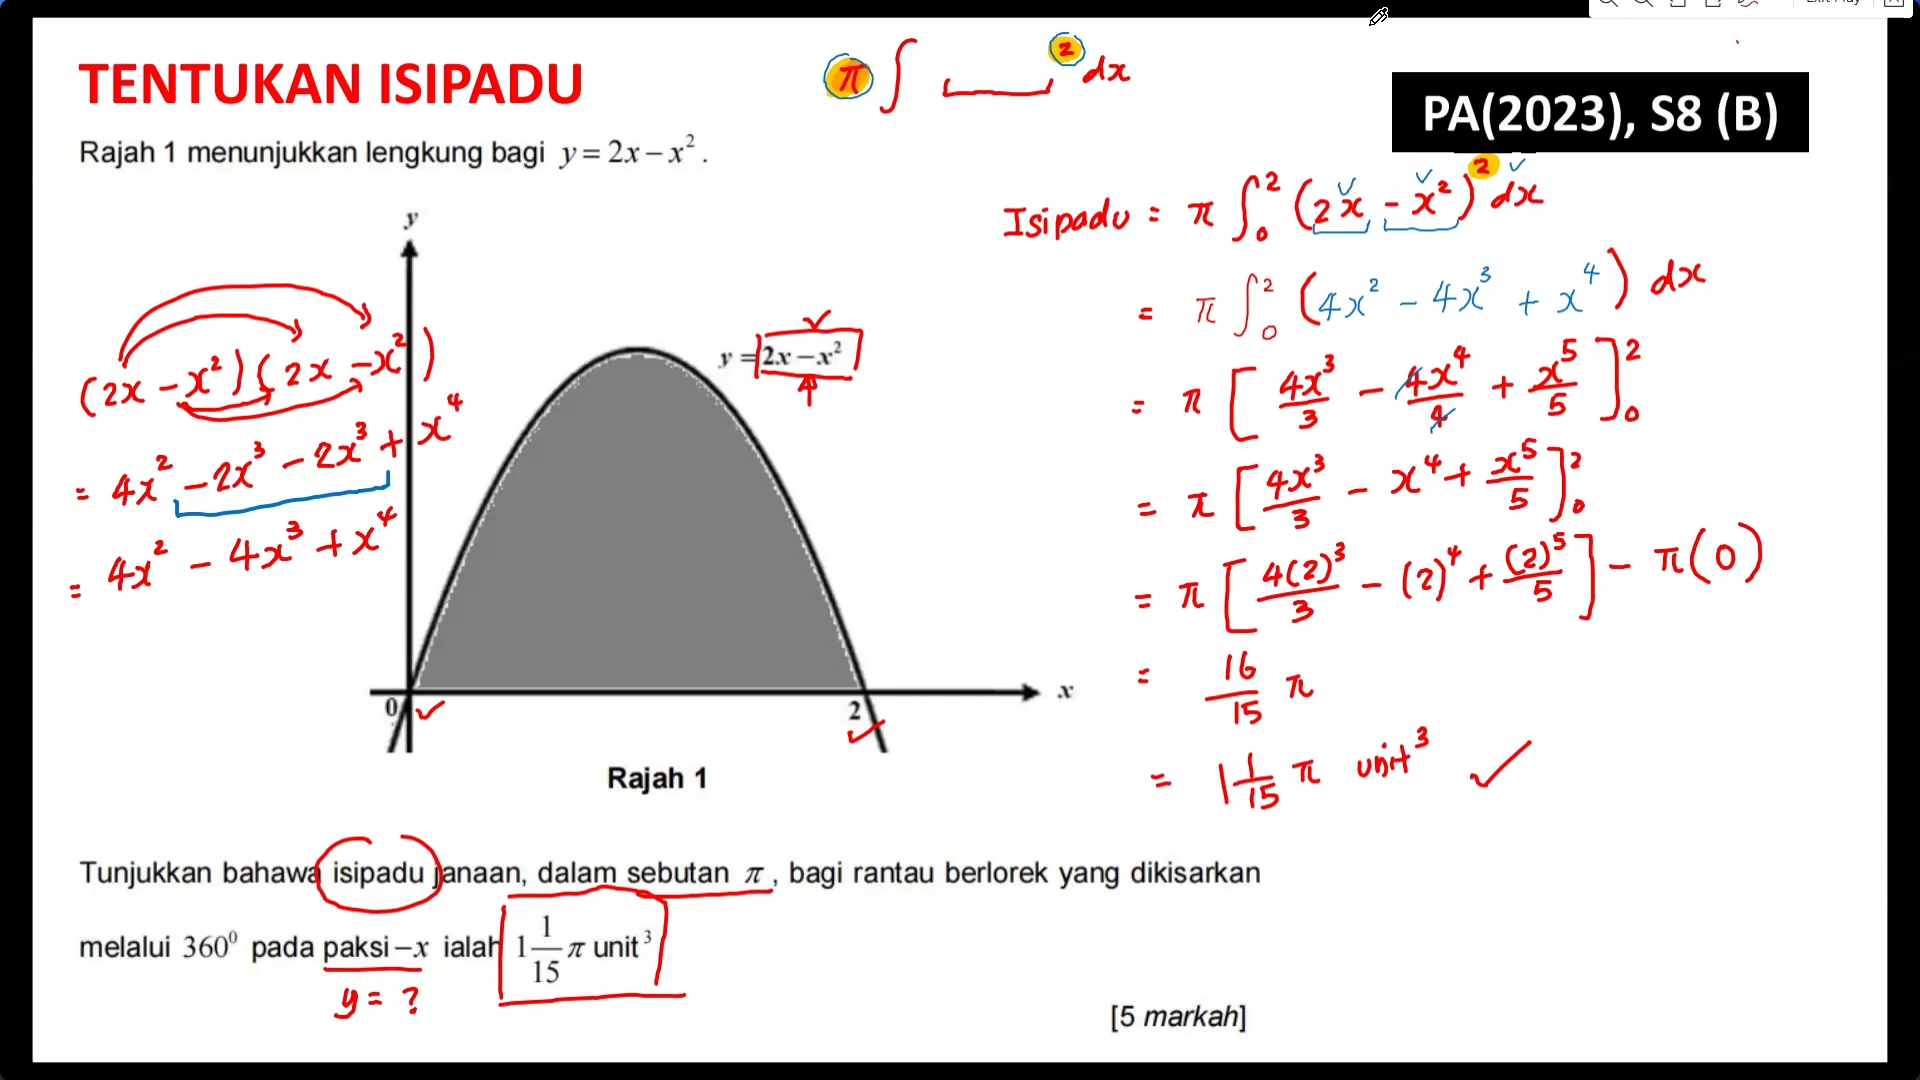 TENTUKAN ISIPADU
π ∫ ⎵² dx
PA(2023), S8 (B)
Rajah 1 menunjukkan lengkung bagi y = 2x – x².
Isipadu = π ∫₀² (2x - x²)² dx
= π ∫₀² (4x² - 4x³ + x⁴) dx
= π [ 4x³/3 - 4x⁴/4 + x⁵/5 ]₀²
= π [ 4x³/3 - x⁴ + x⁵/5 ]₀²
= π [ 4(2)³/3 - (2)⁴ + (2)⁵/5 ] - π(0)
= 16/15 π
= 1 1/15 π unit³ ✓
y
y = 2x – x²
(2x - x²)(2x - x²)
= 4x² - 2x³ - 2x³ + x⁴
= 4x² - 4x³ + x⁴
0
2
x
Rajah 1
Tunjukkan bahawa isipadu janaan, dalam sebutan π, bagi rantau berlorek yang dikisarkan
melalui 360⁰ pada paksi –x ialah 1 1/15 π unit³
y = ?
[5 markah]